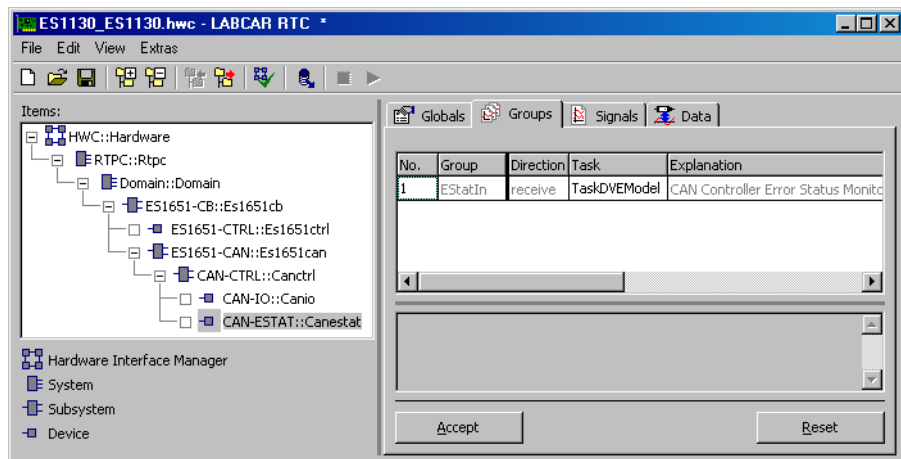 ES1130_ES1130.hwc - LABCAR RTC *
File Edit View Extras
Items:
HWC::Hardware
RTPC::Rtpc
Domain::Domain
ES1651-CB::Es1651cb
ES1651-CTRL::Es1651ctrl
ES1651-CAN::Es1651can
CAN-CTRL::Canctrl
CAN-IO::Canio
CAN-ESTAT::Canestat
Hardware Interface Manager
System
Subsystem
Device
Globals Groups Signals Data
No. Group Direction Task Explanation
1 EStatIn receive TaskDVEModel CAN Controller Error Status Monitc
Accept Reset